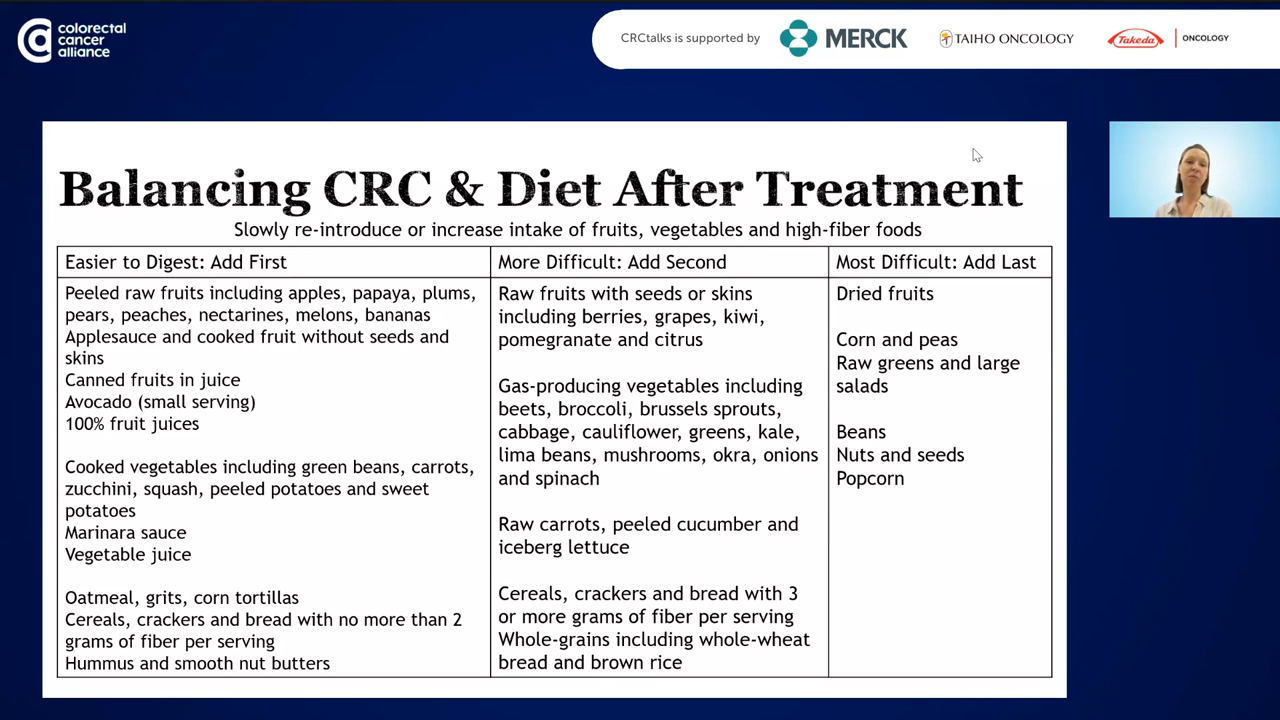 colorectal
cancer
alliance
CRCtalks is supported by
MERCK
TAIHO ONCOLOGY
Takeda
ONCOLOGY
Balancing CRC & Diet After Treatment
Slowly re-introduce or increase intake of fruits, vegetables and high-fiber foods
Easier to Digest: Add First
Peeled raw fruits including apples, papaya, plums,
pears, peaches, nectarines, melons, bananas
Applesauce and cooked fruit without seeds and
skins
Canned fruits in juice
Avocado (small serving)
100% fruit juices
Cooked vegetables including green beans, carrots,
zucchini, squash, peeled potatoes and sweet
potatoes
Marinara sauce
Vegetable juice
Oatmeal, grits, corn tortillas
Cereals, crackers and bread with no more than 2
grams of fiber per serving
Hummus and smooth nut butters
More Difficult: Add Second
Raw fruits with seeds or skins
including berries, grapes, kiwi,
pomegranate and citrus
Gas-producing vegetables including
beets, broccoli, brussels sprouts,
cabbage, cauliflower, greens, kale,
lima beans, mushrooms, okra, onions
and spinach
Raw carrots, peeled cucumber and
iceberg lettuce
Cereals, crackers and bread with 3
or more grams of fiber per serving
Whole-grains including whole-wheat
bread and brown rice
Most Difficult: Add Last
Dried fruits
Corn and peas
Raw greens and large
salads
Beans
Nuts and seeds
Popcorn